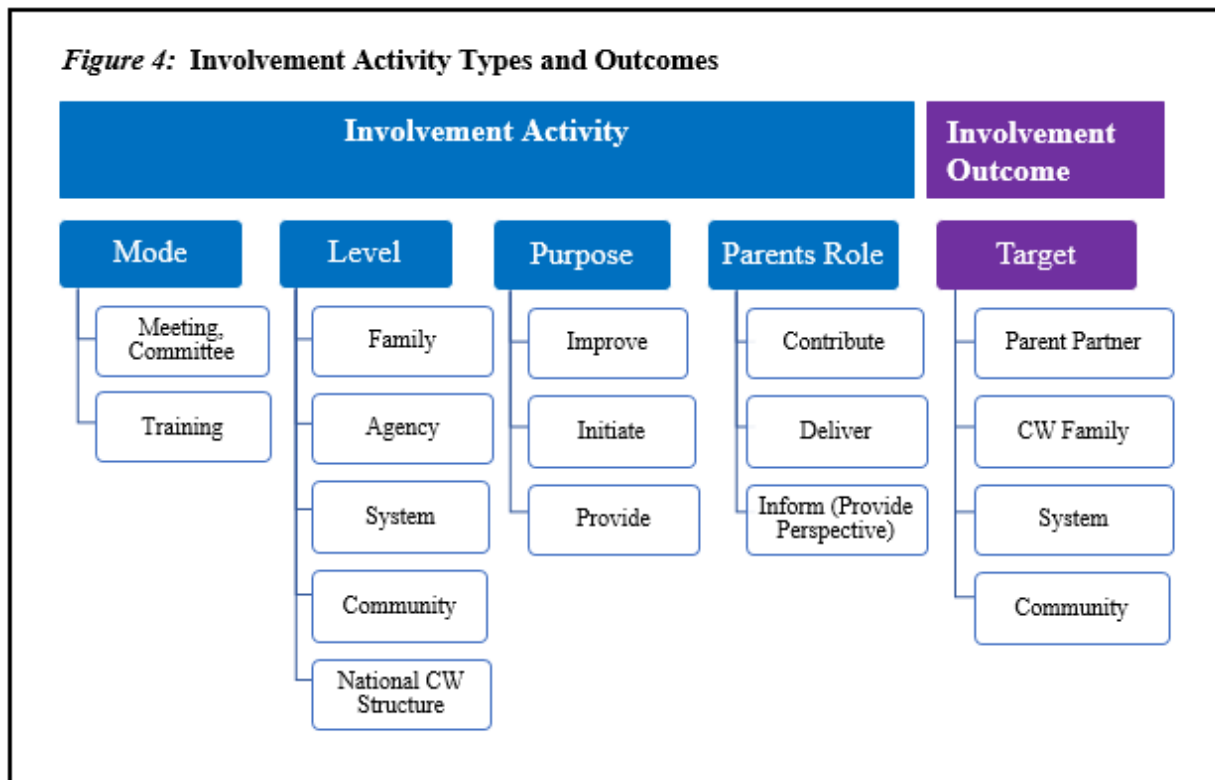 Figure 4: Involvement Activity Types and Outcomes
Involvement Activity
Involvement
Outcome
Mode
Meeting,
Committee
Training
Level
Family
Agency
System
Community
National CW
Structure
Purpose
Improve
Initiate
Provide
Parents Role
Contribute
Deliver
Inform (Provide
Perspective)
Target
Parent Partner
CW Family
System
Community